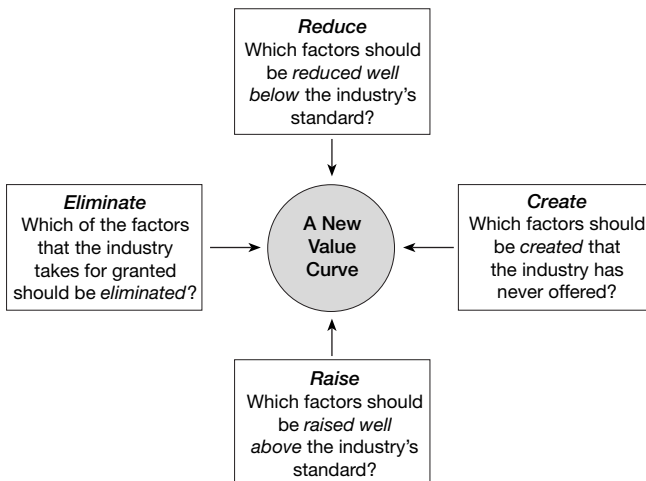 Reduce
Which factors should
be reduced well
below the industry’s
standard?
Eliminate
Which of the factors
that the industry
takes for granted
should be eliminated?
A New
Value
Curve
Create
Which factors should
be created that
the industry has
never offered?
Raise
Which factors should
be raised well
above the industry’s
standard?